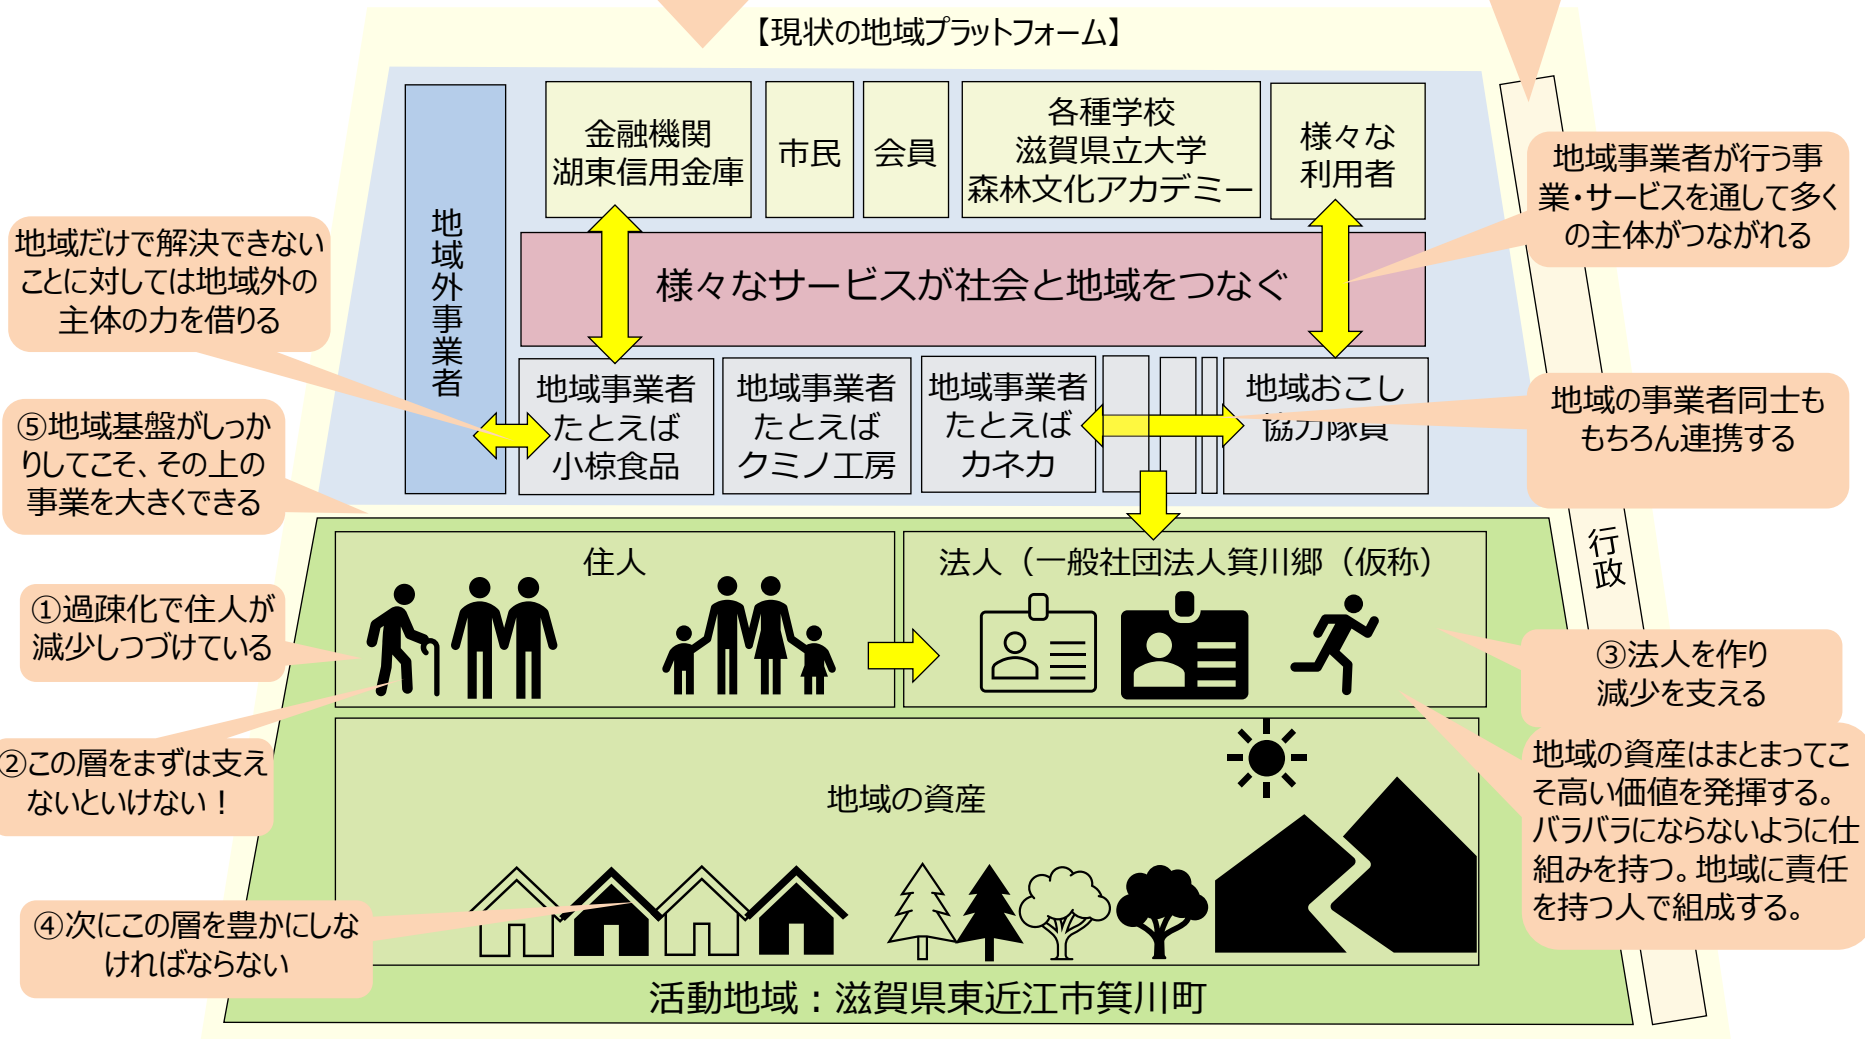 【現状の地域プラットフォーム】
金融機関
湖東信用金庫
市民
会員
各種学校
滋賀県立大学
森林文化アカデミー
様々な
利用者
地域外事業者
様々なサービスが社会と地域をつなぐ
地域事業者が行う事
業・サービスを通して多く
の主体がつながれる
地域だけで解決できない
ことに対しては地域外の
主体の力を借りる
地域事業者
たとえば
小椋食品
地域事業者
たとえば
クミノ工房
地域事業者
たとえば
カネカ
地域おこし
協力隊員
地域の事業者同士も
もちろん連携する
⑤地域基盤がしっか
りしてこそ、その上の
事業を大きくできる
行政
住人
法人（一般社団法人箕川郷（仮称）
①過疎化で住人が
減少しつづけている
③法人を作り
減少を支える
②この層をまずは支え
ないといけない！
地域の資産
地域の資産はまとまってこ
そ高い価値を発揮する。
バラバラにならないように仕
組みを持つ。地域に責任
を持つ人で組成する。
④次にこの層を豊かにしな
ければならない
活動地域：滋賀県東近江市箕川町